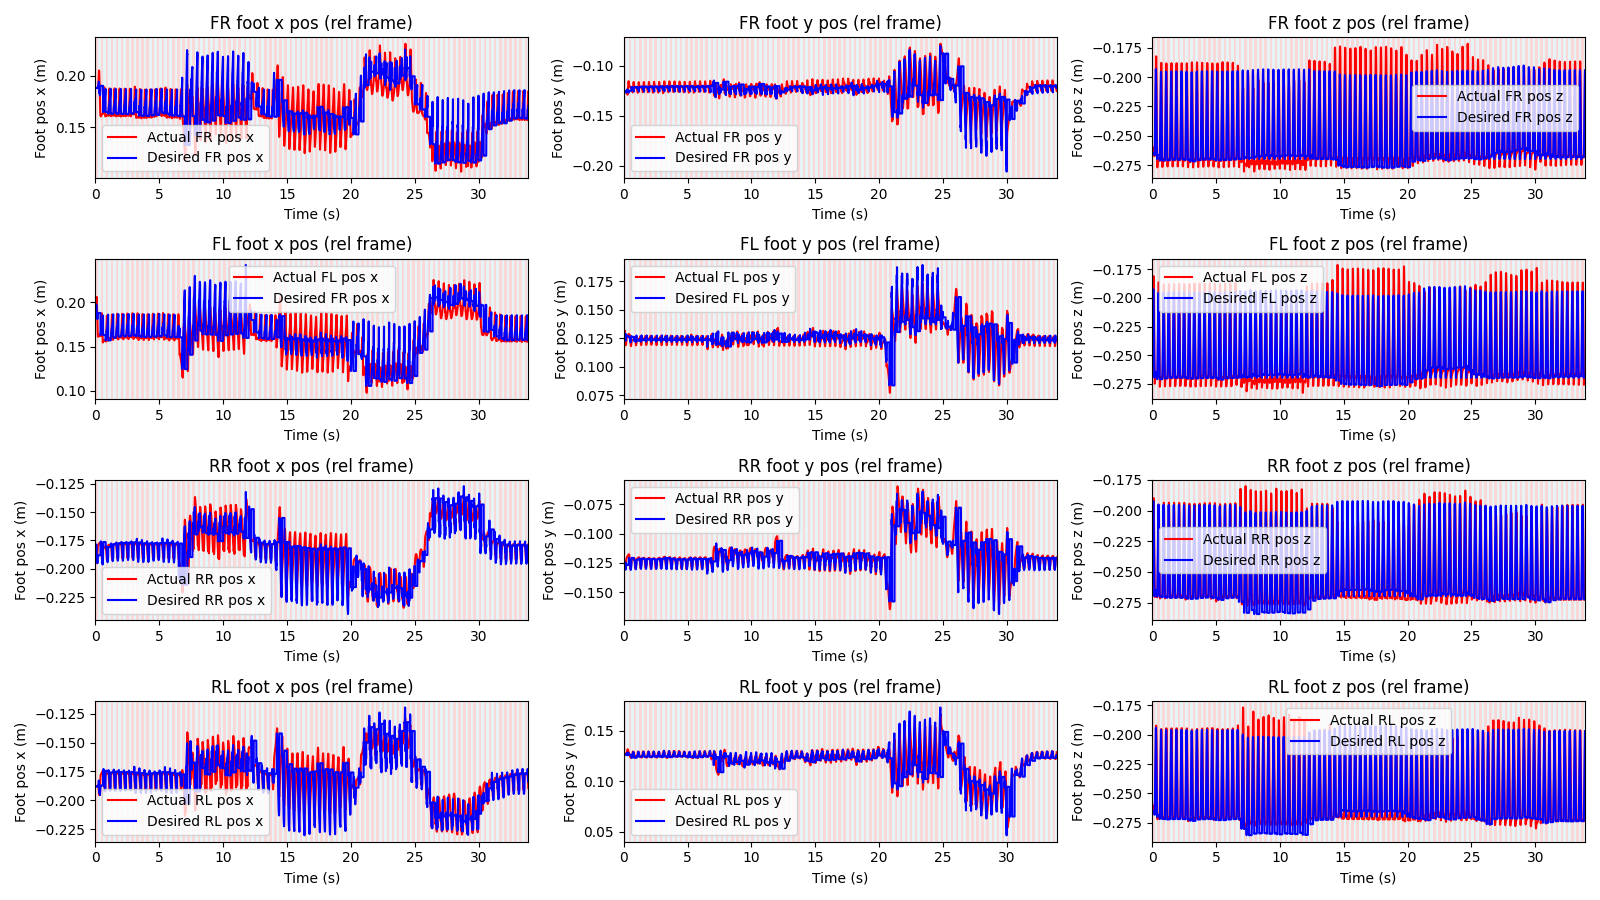 FR foot x pos (rel frame)
FR foot y pos (rel frame)
FR foot z pos (rel frame)
Foot pos x (m)
0.20
0.15
Actual FR pos x
Desired FR pos x
0 5 10 15 20 25 30
Time (s)
Foot pos y (m)
−0.10
−0.15
−0.20
Actual FR pos y
Desired FR pos y
0 5 10 15 20 25 30
Time (s)
Foot pos z (m)
−0.175
−0.200
−0.225
−0.250
−0.275
Actual FR pos z
Desired FR pos z
0 5 10 15 20 25 30
Time (s)
FL foot x pos (rel frame)
FL foot y pos (rel frame)
FL foot z pos (rel frame)
Foot pos x (m)
0.20
0.15
0.10
Actual FL pos x
Desired FR pos x
0 5 10 15 20 25 30
Time (s)
Foot pos y (m)
0.175
0.150
0.125
0.100
0.075
Actual FL pos y
Desired FL pos y
0 5 10 15 20 25 30
Time (s)
Foot pos z (m)
−0.175
−0.200
−0.225
−0.250
−0.275
Actual FL pos z
Desired FL pos z
0 5 10 15 20 25 30
Time (s)
RR foot x pos (rel frame)
RR foot y pos (rel frame)
RR foot z pos (rel frame)
Foot pos x (m)
−0.125
−0.150
−0.175
−0.200
−0.225
Actual RR pos x
Desired RR pos x
0 5 10 15 20 25 30
Time (s)
Foot pos y (m)
−0.075
−0.100
−0.125
−0.150
Actual RR pos y
Desired RR pos y
0 5 10 15 20 25 30
Time (s)
Foot pos z (m)
−0.175
−0.200
−0.225
−0.250
−0.275
Actual RR pos z
Desired RR pos z
0 5 10 15 20 25 30
Time (s)
RL foot x pos (rel frame)
RL foot y pos (rel frame)
RL foot z pos (rel frame)
Foot pos x (m)
−0.125
−0.150
−0.175
−0.200
−0.225
Actual RL pos x
Desired RL pos x
0 5 10 15 20 25 30
Time (s)
Foot pos y (m)
0.15
0.10
0.05
Actual RL pos y
Desired RL pos y
0 5 10 15 20 25 30
Time (s)
Foot pos z (m)
−0.175
−0.200
−0.225
−0.250
−0.275
Actual RL pos z
Desired RL pos z
0 5 10 15 20 25 30
Time (s)